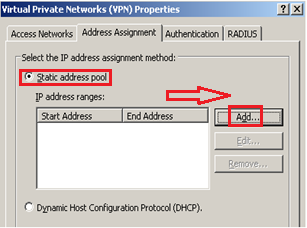 Virtual Private Networks (VPN) Properties
Access Networks Address Assignment Authentication RADIUS
Select the IP address assignment method:
Static address pool
IP address ranges:
Start Address End Address
Add...
Edit...
Remove...
Dynamic Host Configuration Protocol (DHCP).